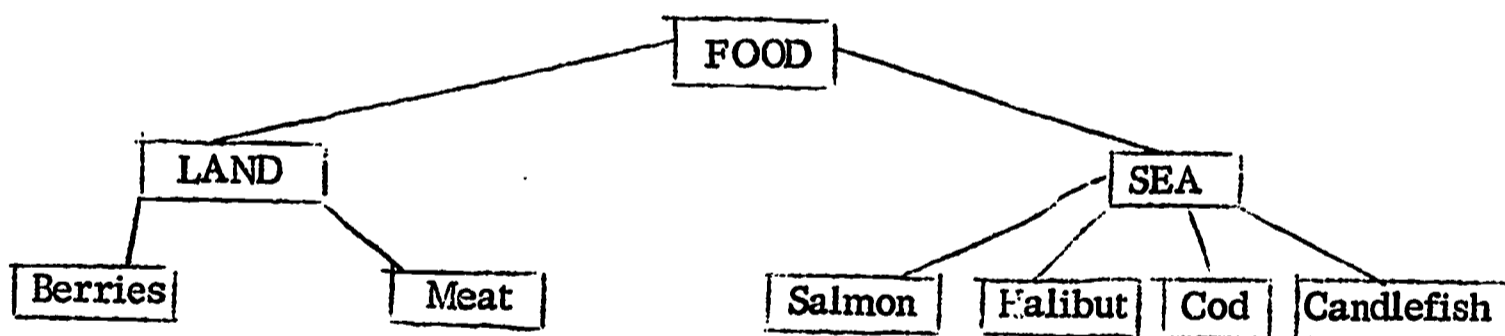 FOOD
LAND
SEA
Berries
Meat
Salmon
Halibut
Cod
Candlefish